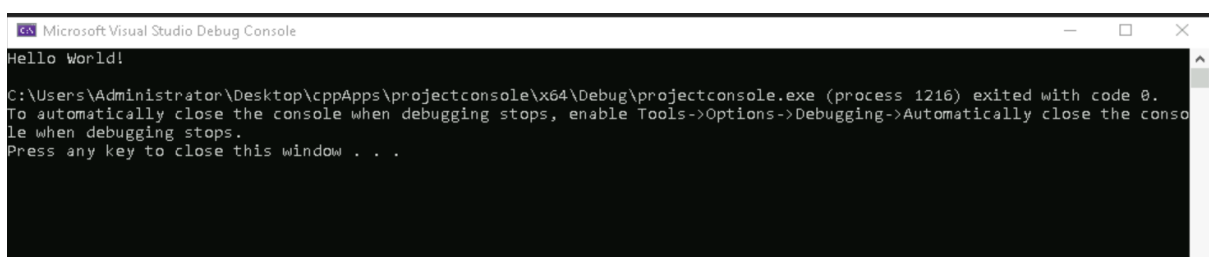 Microsoft Visual Studio Debug Console
Hello World!
C:\Users\Administrator\Desktop\cppApps\projectconsole\x64\Debug\projectconsole.exe (process 1216) exited with code 0.
To automatically close the console when debugging stops, enable Tools->Options->Debugging->Automatically close the conso
le when debugging stops.
Press any key to close this window . . .